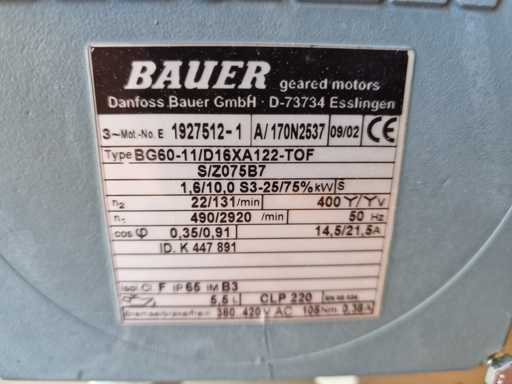 BAUER geared motors
Danfoss Bauer GmbH · D-73734 Esslingen
3~Mot.-No. E 1927512-1 A/170N2537 09/02 CE
Type BG60-11/D16XA122-TOF
S/Z075B7
1,6/10,0 S3-25/75% kW S
n2 22/131 /min 400 Y/YY V
n1 490/2920 /min 50 Hz
cos φ 0,35/0,91 14,5/21,5 A
ID. K 447 891
Isol Cl F IP 65 IM B3
5,5 L CLP 220
380 420 V AC 105 Nm 0,38 A